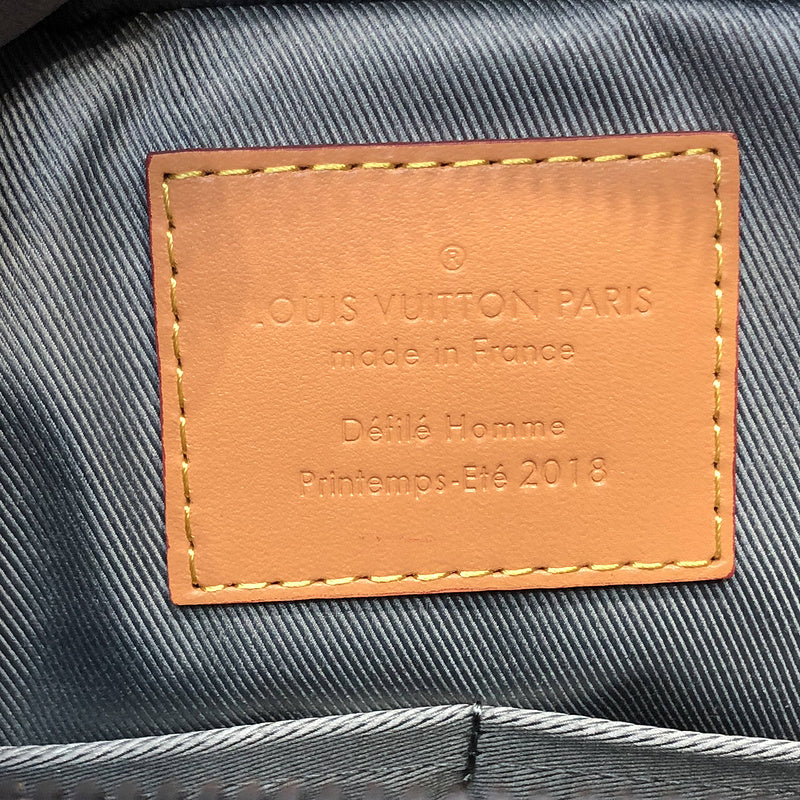 ®
LOUIS VUITTON PARIS
made in France
Défilé Homme
Printemps-Eté 2018